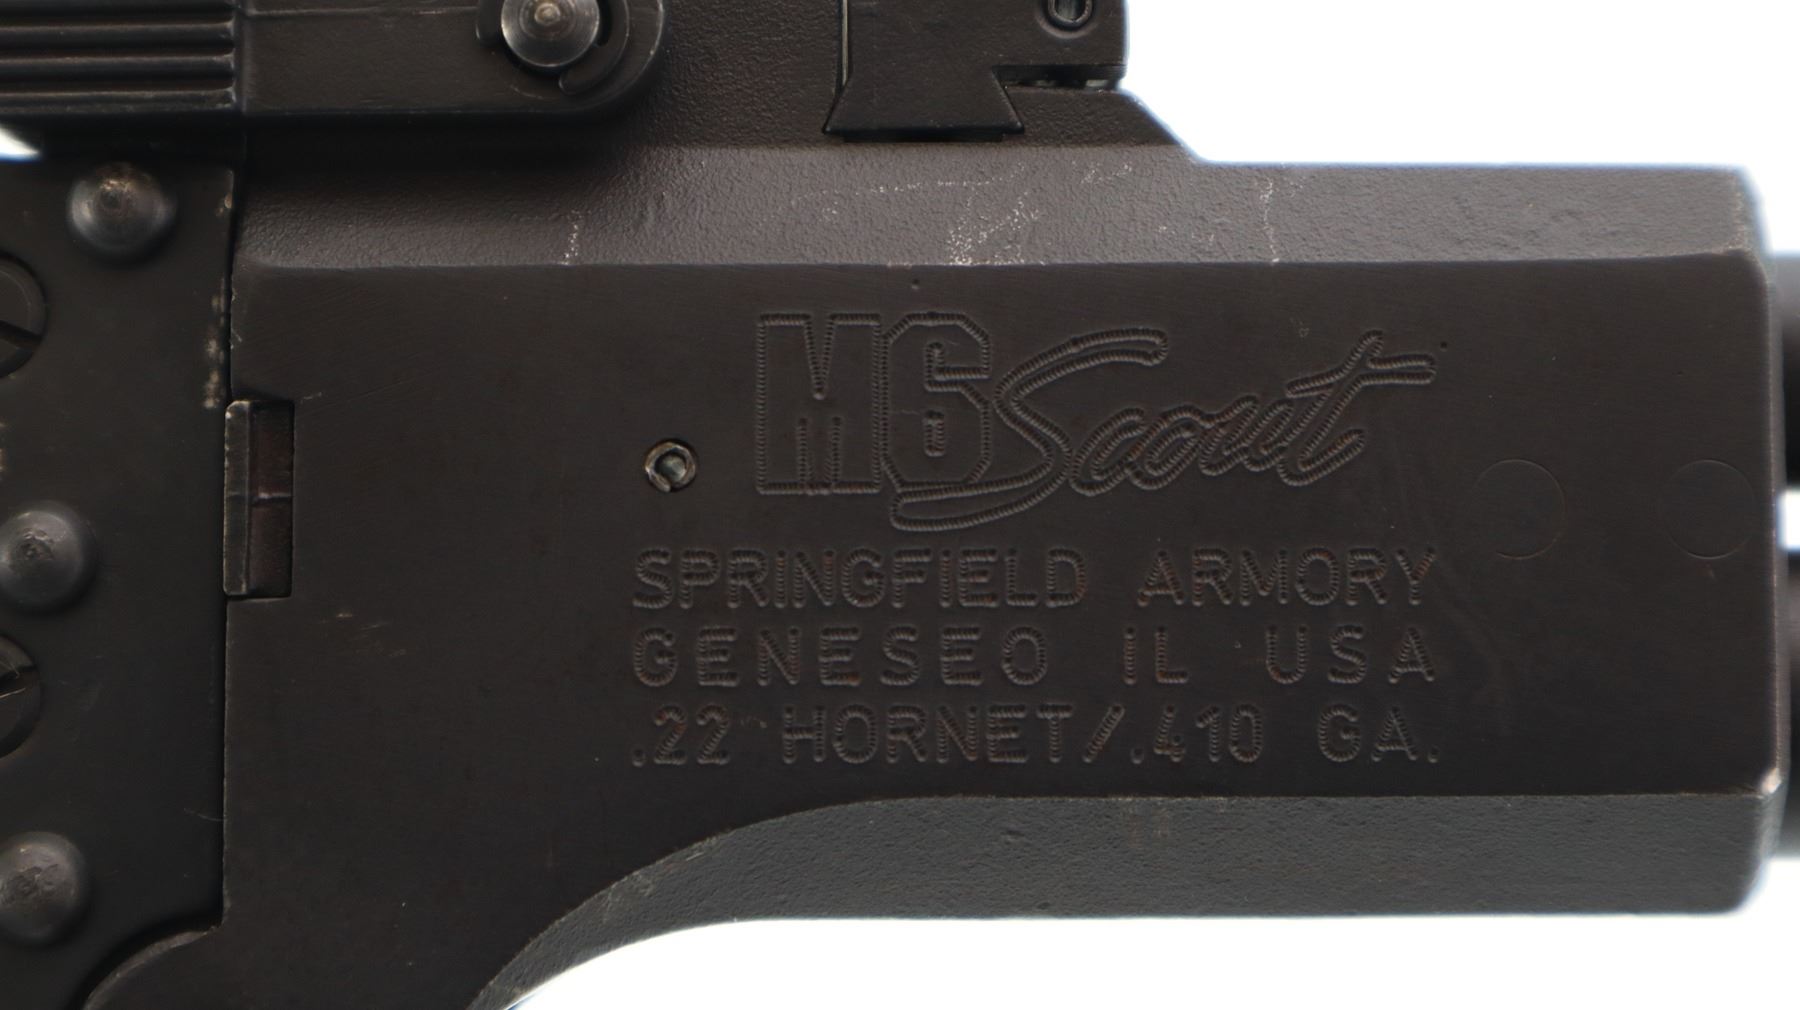 M6 Scout
SPRINGFIELD ARMORY
GENESEO IL USA
.22 HORNET/.410 GA.